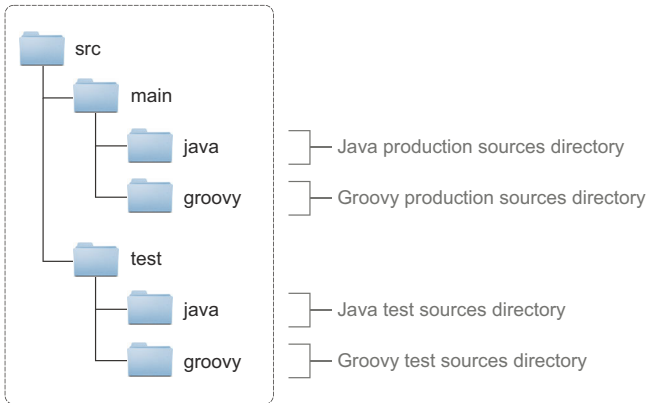 src
main
java Java production sources directory
groovy Groovy production sources directory
test
java Java test sources directory
groovy Groovy test sources directory